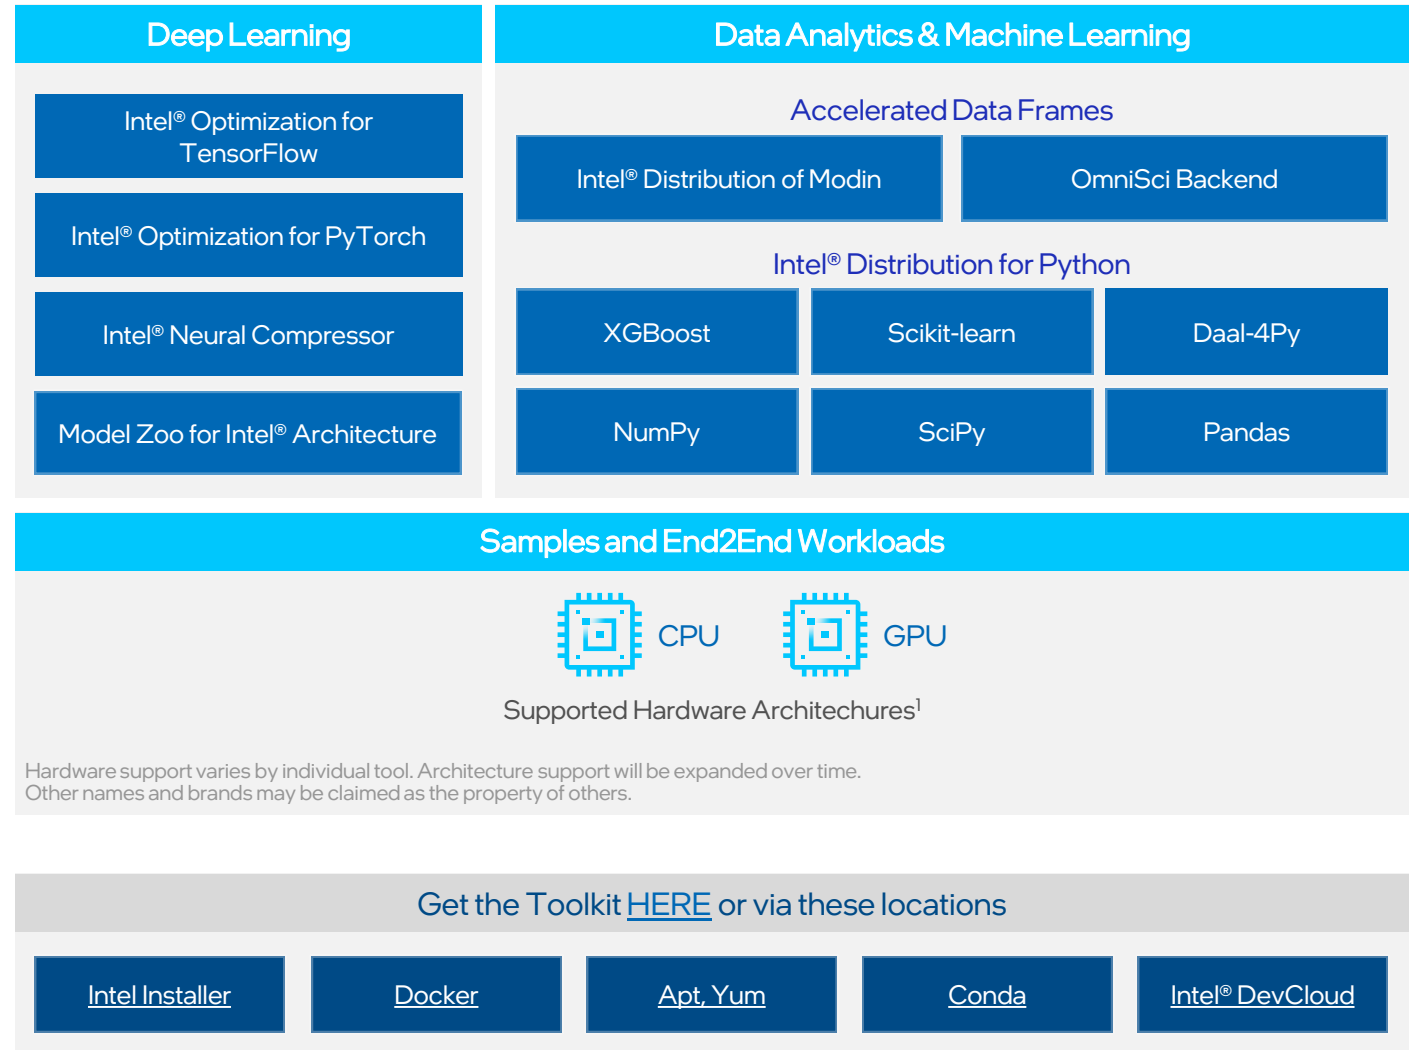 Deep Learning
Intel® Optimization for
TensorFlow
Intel® Optimization for PyTorch
Intel® Neural Compressor
Model Zoo for Intel® Architecture
Data Analytics & Machine Learning
Accelerated Data Frames
Intel® Distribution of Modin
OmniSci Backend
Intel® Distribution for Python
XGBoost
Scikit-learn
Daal-4Py
NumPy
SciPy
Pandas
Samples and End2End Workloads
CPU
GPU
Supported Hardware Architechures¹
Hardware support varies by individual tool. Architecture support will be expanded over time.
Other names and brands may be claimed as the property of others.
Get the Toolkit HERE or via these locations
Intel Installer
Docker
Apt, Yum
Conda
Intel® DevCloud